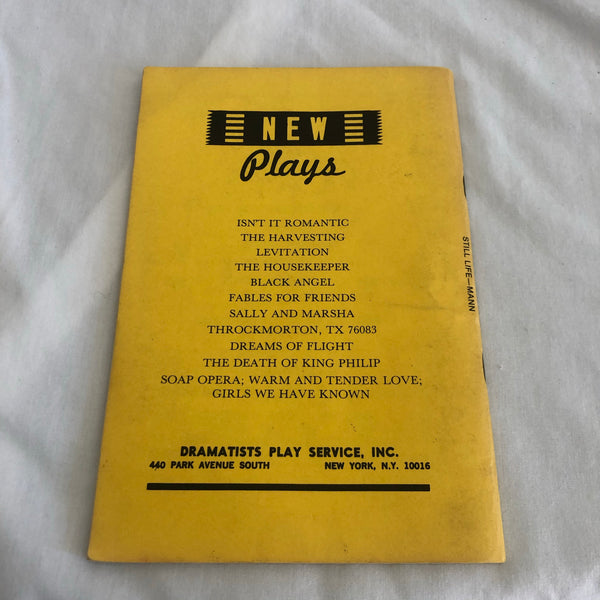 NEW
Plays
ISN'T IT ROMANTIC
THE HARVESTING
LEVITATION
THE HOUSEKEEPER
BLACK ANGEL
FABLES FOR FRIENDS
SALLY AND MARSHA
THROCKMORTON, TX 76083
DREAMS OF FLIGHT
THE DEATH OF KING PHILIP
SOAP OPERA; WARM AND TENDER LOVE;
GIRLS WE HAVE KNOWN
DRAMATISTS PLAY SERVICE, INC.
440 PARK AVENUE SOUTH NEW YORK, N.Y. 10016
STILL LIFE—MANN